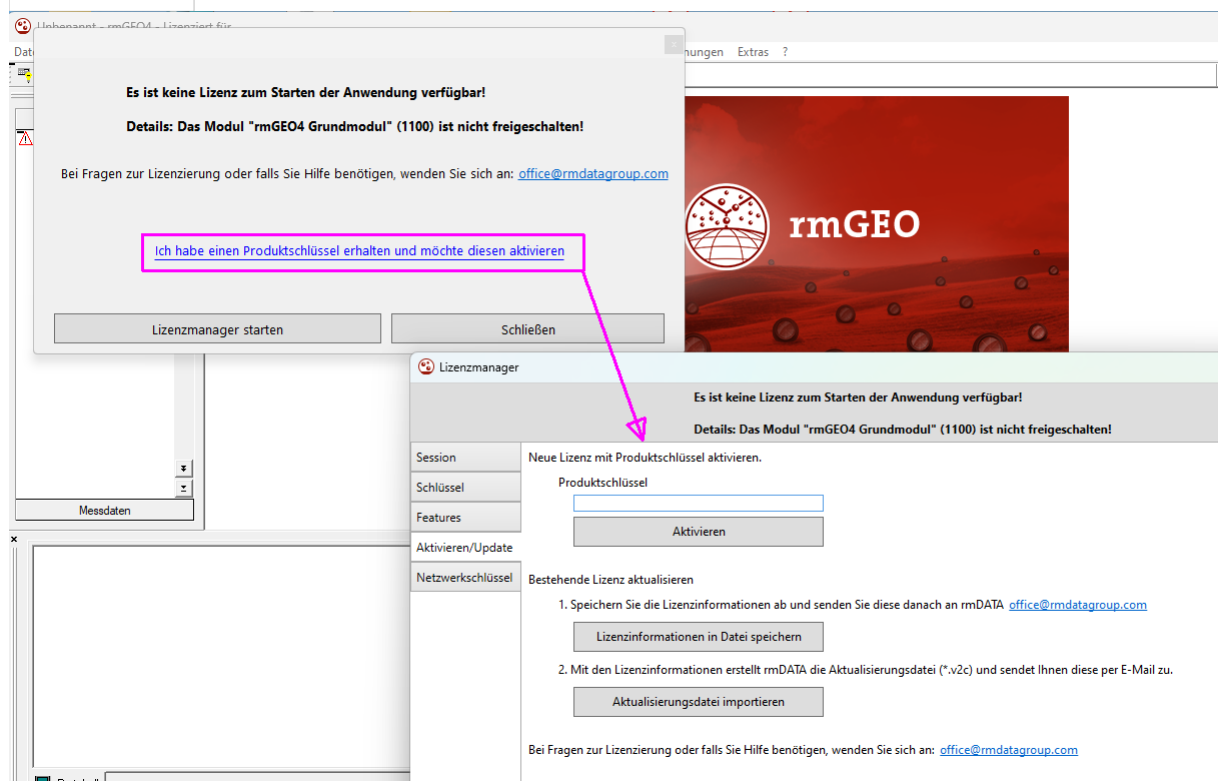 Unbenannt - rmGEO4 - Lizenziert für
Date
nungen Extras ?
Es ist keine Lizenz zum Starten der Anwendung verfügbar!
Details: Das Modul "rmGEO4 Grundmodul" (1100) ist nicht freigeschalten!
Bei Fragen zur Lizenzierung oder falls Sie Hilfe benötigen, wenden Sie sich an: office@rmdatagroup.com
Ich habe einen Produktschlüssel erhalten und möchte diesen aktivieren
Lizenzmanager starten
Schließen
rmGEO
Messdaten
Lizenzmanager
Es ist keine Lizenz zum Starten der Anwendung verfügbar!
Details: Das Modul "rmGEO4 Grundmodul" (1100) ist nicht freigeschalten!
Session
Schlüssel
Features
Aktivieren/Update
Netzwerkschlüssel
Neue Lizenz mit Produktschlüssel aktivieren.
Produktschlüssel
Aktivieren
Bestehende Lizenz aktualisieren
1. Speichern Sie die Lizenzinformationen ab und senden Sie diese danach an rmDATA office@rmdatagroup.com
Lizenzinformationen in Datei speichern
2. Mit den Lizenzinformationen erstellt rmDATA die Aktualisierungsdatei (*.v2c) und sendet Ihnen diese per E-Mail zu.
Aktualisierungsdatei importieren
Bei Fragen zur Lizenzierung oder falls Sie Hilfe benötigen, wenden Sie sich an: office@rmdatagroup.com